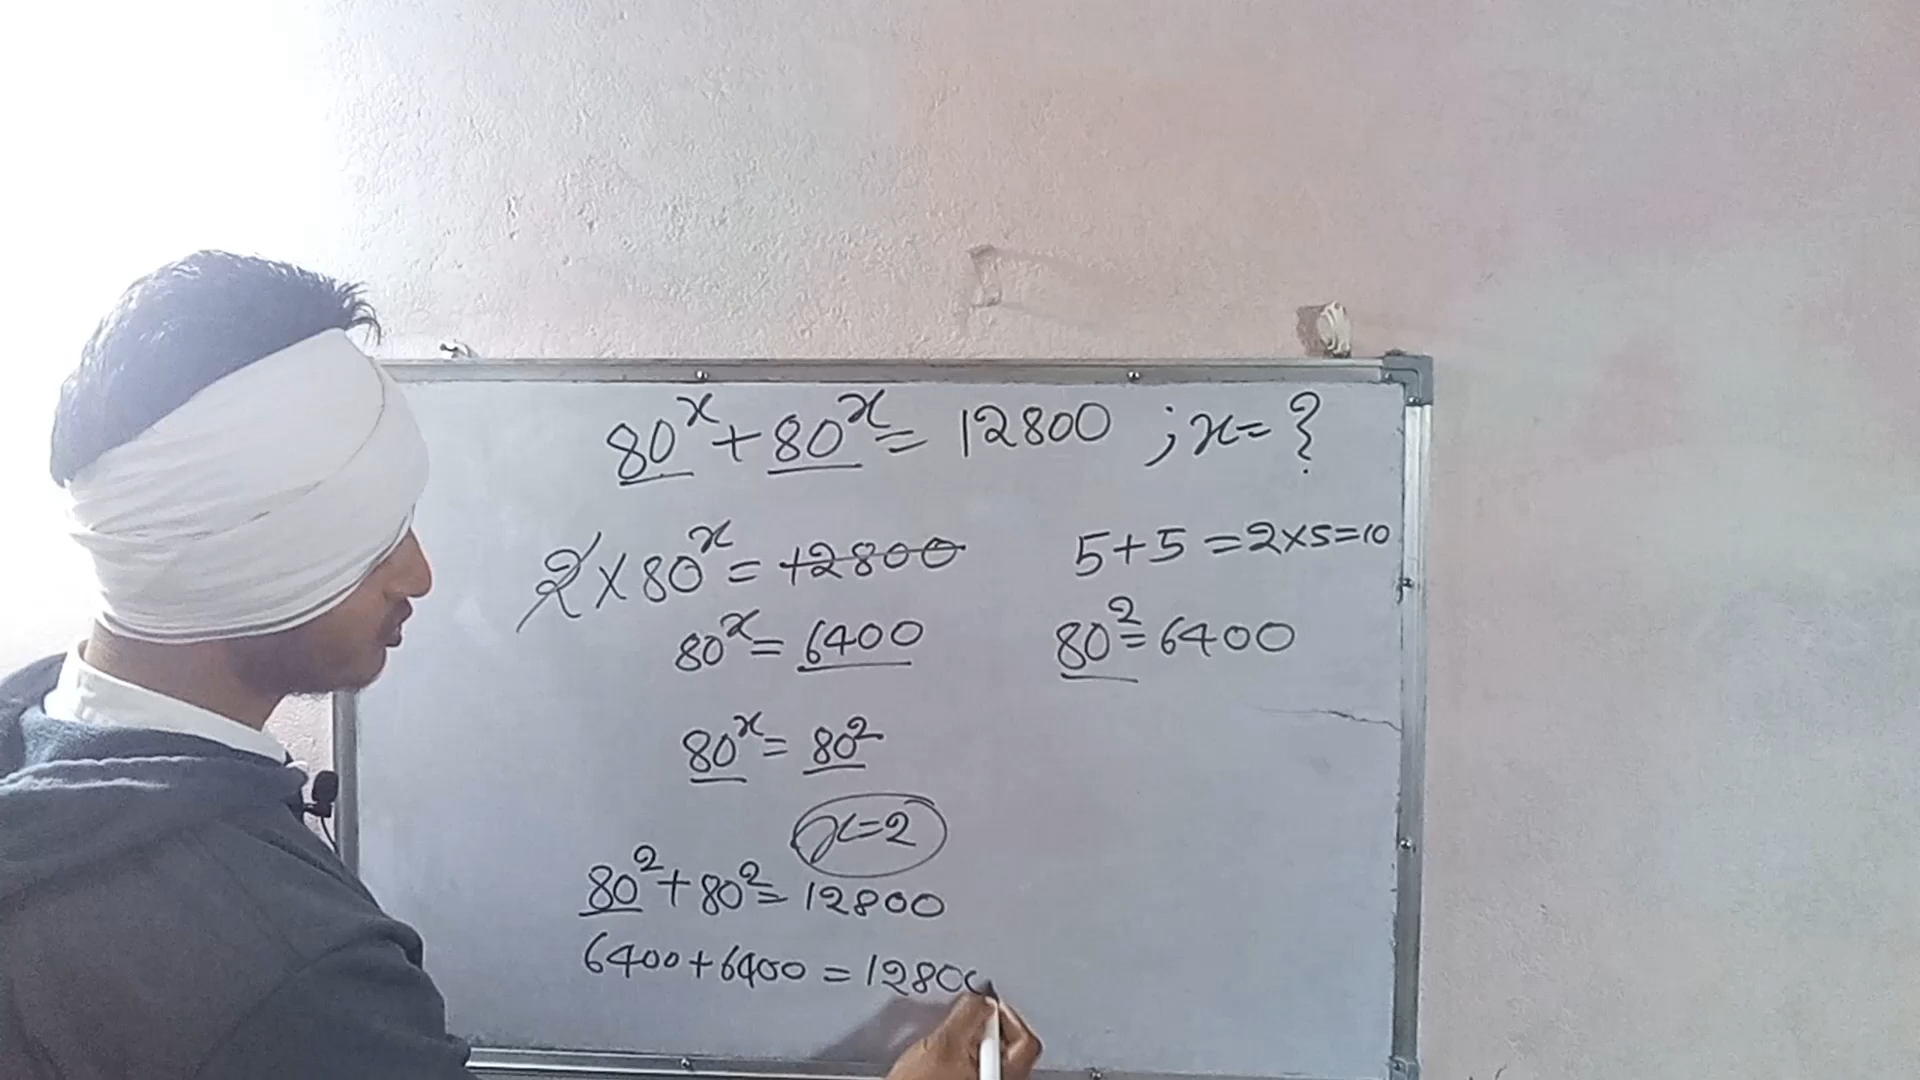 80^x + 80^x = 12800 ; x = ?
2 × 80^x = 12800
5 + 5 = 2 × 5 = 10
80^x = 6400
80^2 = 6400
80^x = 80^2
x = 2
80^2 + 80^2 = 12800
6400 + 6400 = 12800